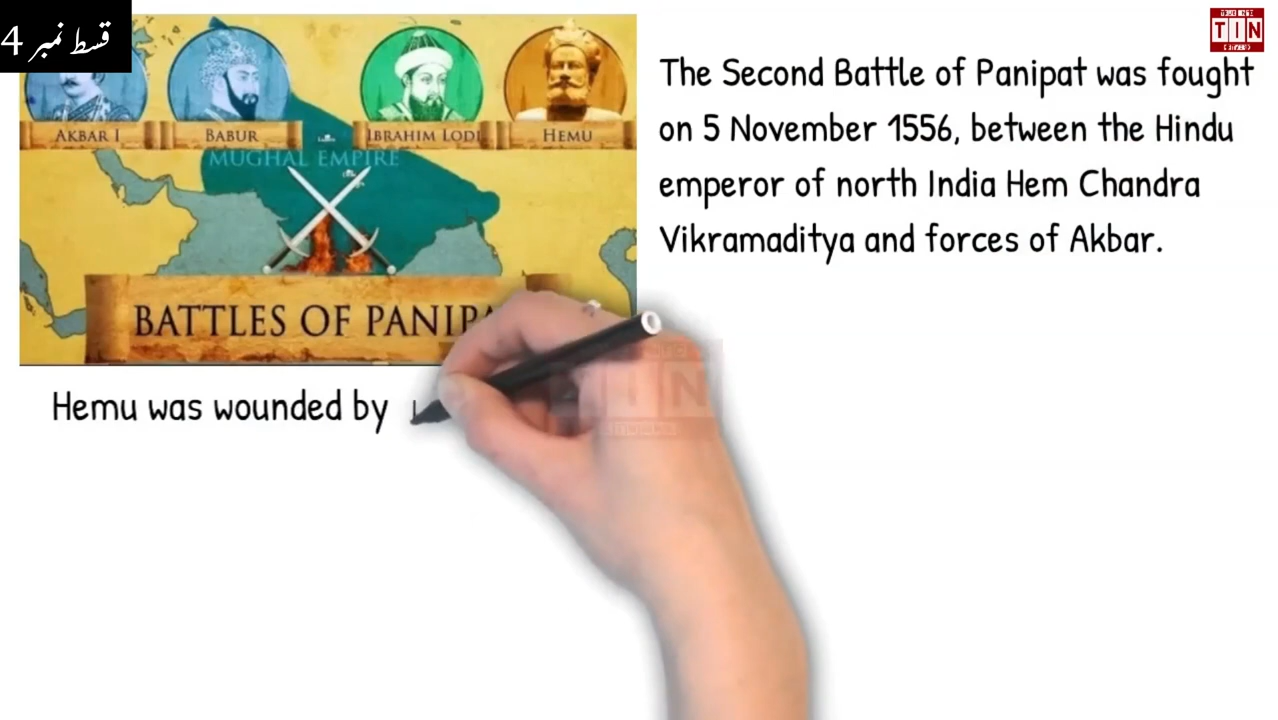 قسط نمبر 4
TIN
AKBAR I
BABUR
IBRAHIM LODI
HEMU
MUGHAL EMPIRE
BATTLES OF PANIPA
The Second Battle of Panipat was fought
on 5 November 1556, between the Hindu
emperor of north India Hem Chandra
Vikramaditya and forces of Akbar.
Hemu was wounded by
TIN